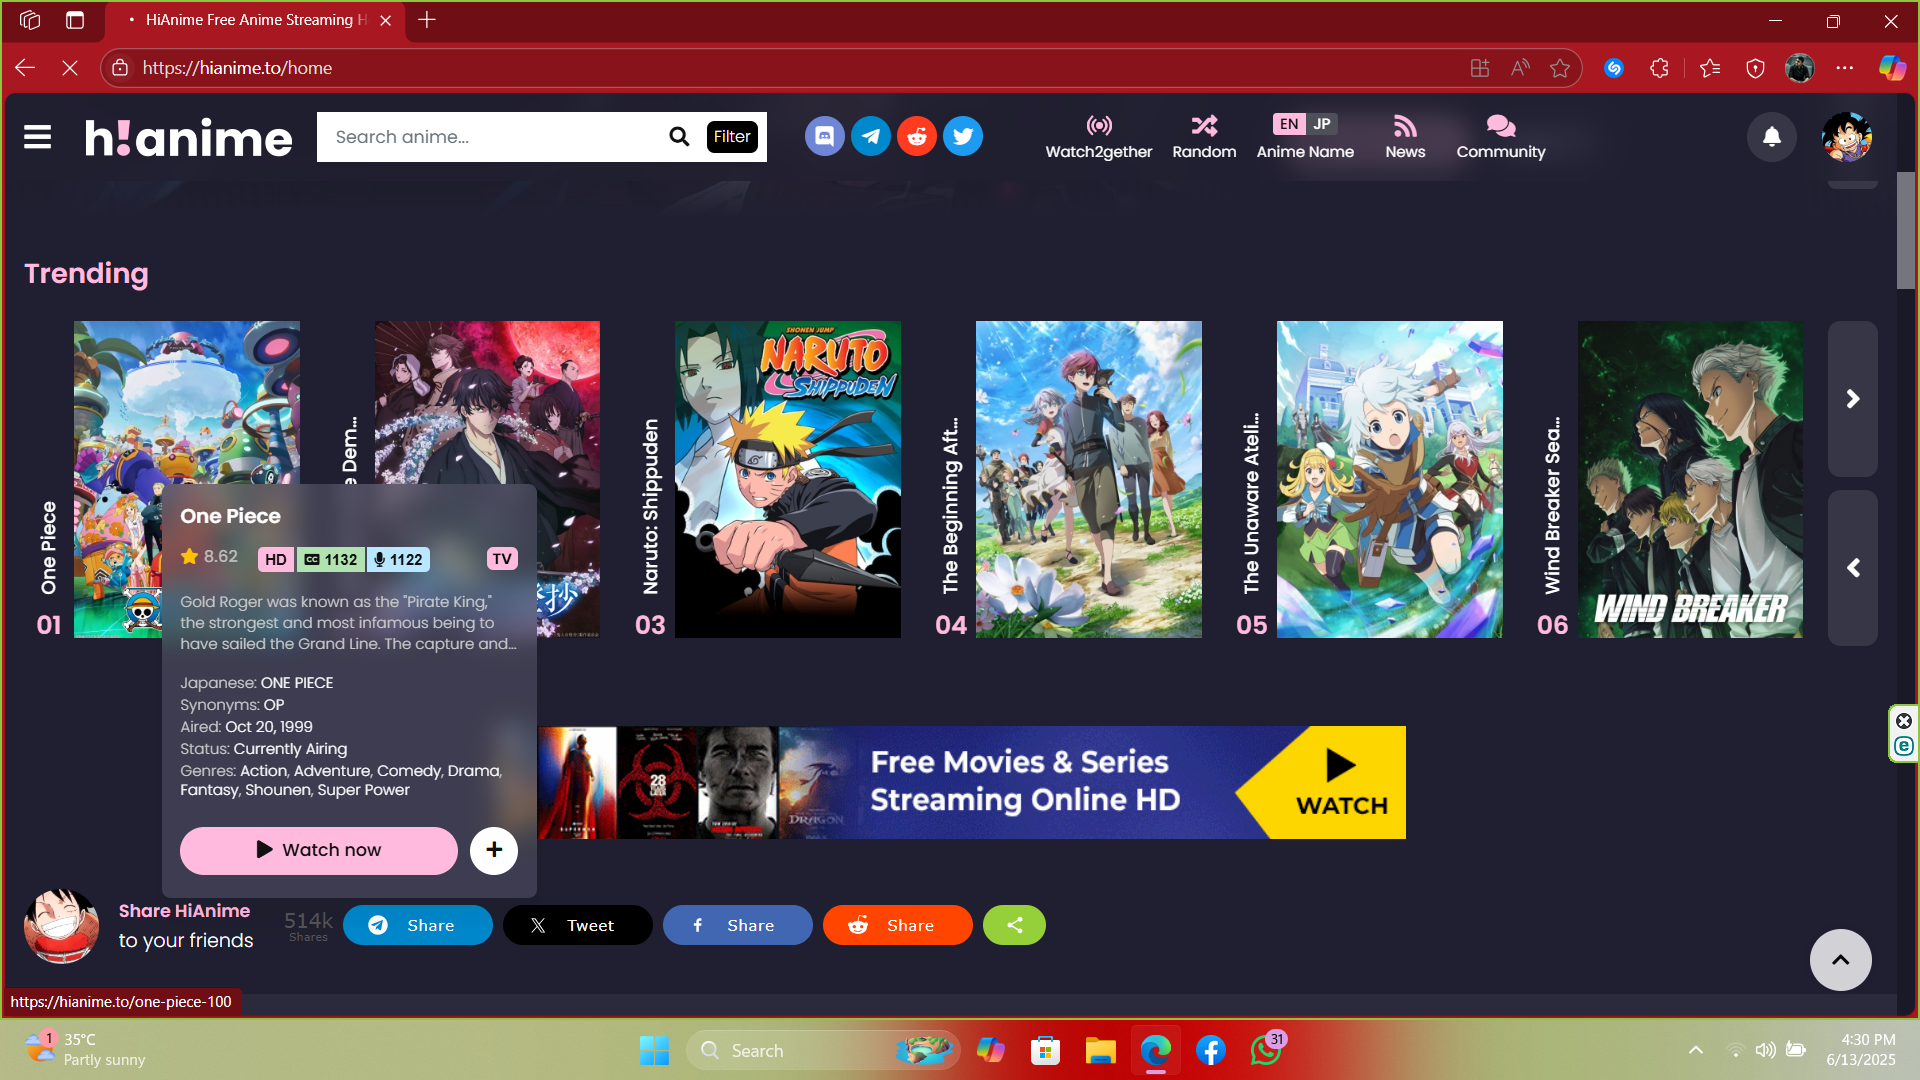 HiAnime Free Anime Streaming H
https://hianime.to/home
h!anime
Search anime...
Filter
Watch2gether
Random
EN JP
Anime Name
News
Community
Trending
One Piece
01
e Dem...
Naruto: Shippuden
03
SHONEN JUMP
NARUTO
SHIPPUDEN
The Beginning Aft...
04
The Unaware Ateli...
05
Wind Breaker Sea...
06
WIND BREAKER
One Piece
8.62
HD
CC 1132
1122
TV
Gold Roger was known as the "Pirate King,"
the strongest and most infamous being to
have sailed the Grand Line. The capture and...
Japanese: ONE PIECE
Synonyms: OP
Aired: Oct 20, 1999
Status: Currently Airing
Genres: Action, Adventure, Comedy, Drama,
Fantasy, Shounen, Super Power
Watch now
SUPERMAN
28
DRAGON
Free Movies & Series
Streaming Online HD
WATCH
Share HiAnime
to your friends
514k
Shares
Share
Tweet
Share
Share
https://hianime.to/one-piece-100
1
35°C
Partly sunny
Search
31
4:30 PM
6/13/2025